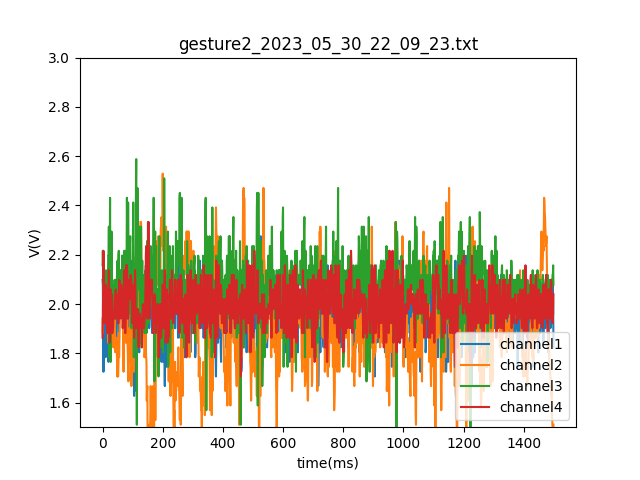 gesture2_2023_05_30_22_09_23.txt
3.0
2.8
2.6
2.4
2.2
2.0
1.8
1.6
V(V)
channel1
channel2
channel3
channel4
0 200 400 600 800 1000 1200 1400
time(ms)